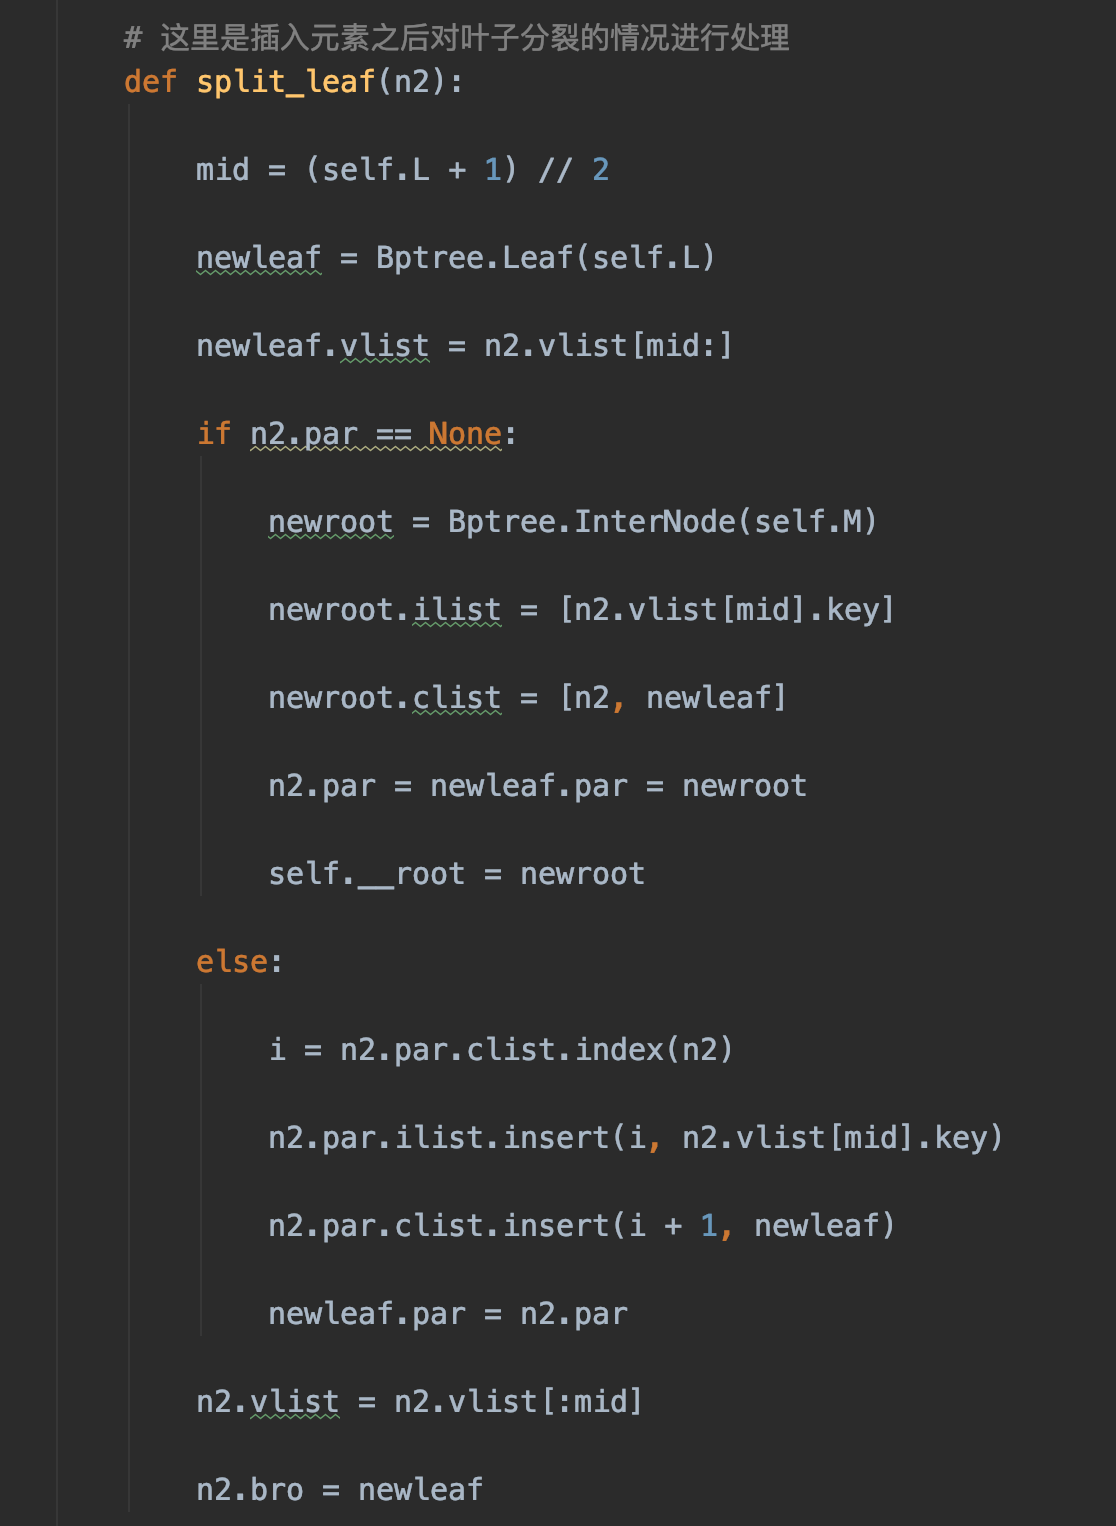 # 这里是插入元素之后对叶子分裂的情况进行处理
def split_leaf(n2):
mid = (self.L + 1) // 2
newleaf = Bptree.Leaf(self.L)
newleaf.vlist = n2.vlist[mid:]
if n2.par == None:
newroot = Bptree.InterNode(self.M)
newroot.ilist = [n2.vlist[mid].key]
newroot.clist = [n2, newleaf]
n2.par = newleaf.par = newroot
self.__root = newroot
else:
i = n2.par.clist.index(n2)
n2.par.ilist.insert(i, n2.vlist[mid].key)
n2.par.clist.insert(i + 1, newleaf)
newleaf.par = n2.par
n2.vlist = n2.vlist[:mid]
n2.bro = newleaf